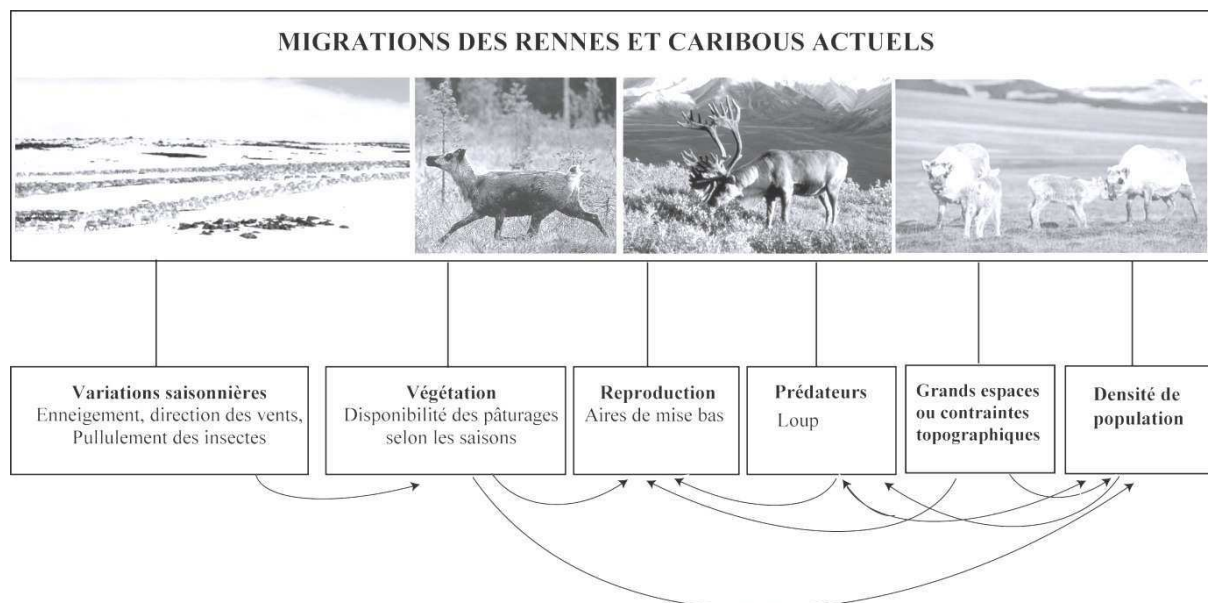 MIGRATIONS DES RENNES ET CARIBOUS ACTUELS
Variations saisonnières
Enneigement, direction des vents,
Pullulement des insectes
Végétation
Disponibilité des pâturages
selon les saisons
Reproduction
Aires de mise bas
Prédateurs
Loup
Grands espaces
ou contraintes
topographiques
Densité de
population